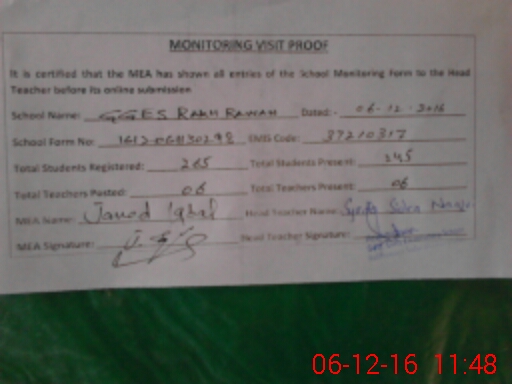 MONITORING VISIT PROOF
It is certified that the MEA has shown all entries of the School Monitoring Form to the Head
Teacher before its online submission
School Name: GGES RAKH RAWAN Dated:- 06-12-2016
School Form No: EMIS Code: 37210317
Total Students Registered: 265 Total Students Present: 245
Total Teachers Posted: 06 Total Teachers Present: 06
MEA Name: Javed Iqbal Head Teacher Name: Syeda
MEA Signature: Head Teacher Signature:
06-12-16 11:48